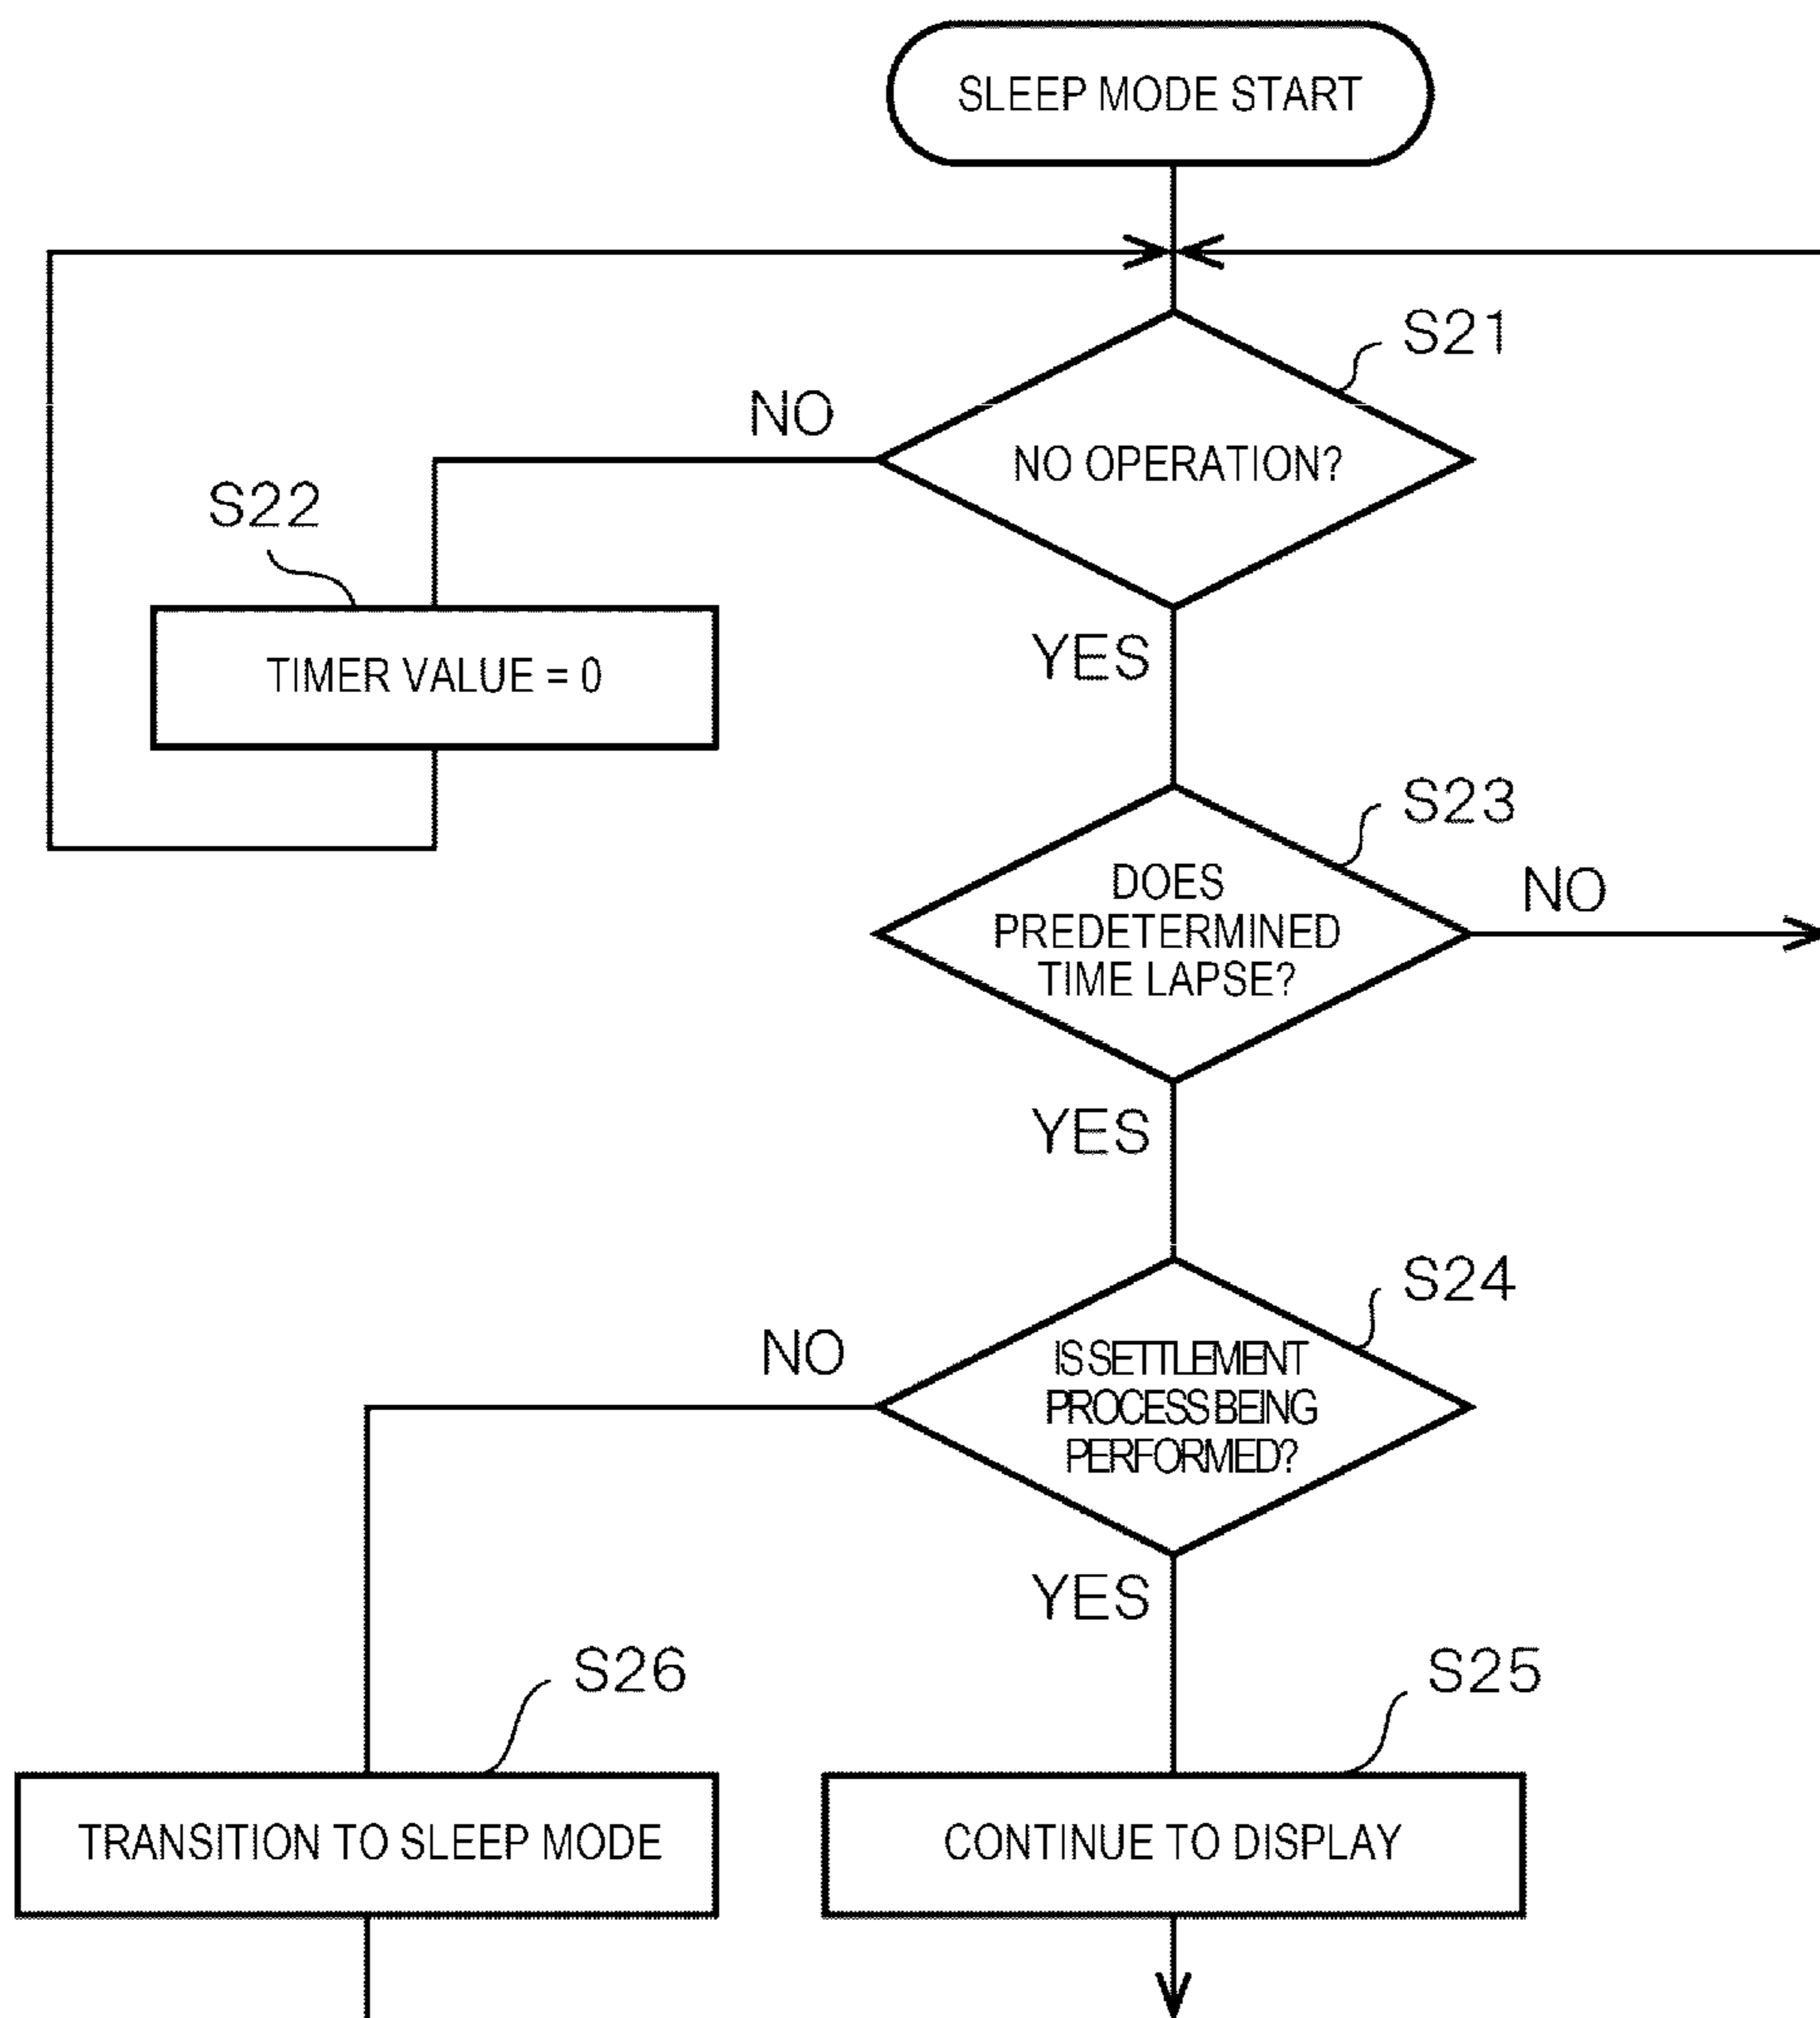 SLEEP MODE START
S21
NO
NO OPERATION?
S22
YES
TIMER VALUE = 0
S23
DOES
PREDETERMINED
TIME LAPSE?
NO
YES
S24
NO
IS SETTLEMENT
PROCESS BEING
PERFORMED?
YES
S26
S25
TRANSITION TO SLEEP MODE
CONTINUE TO DISPLAY